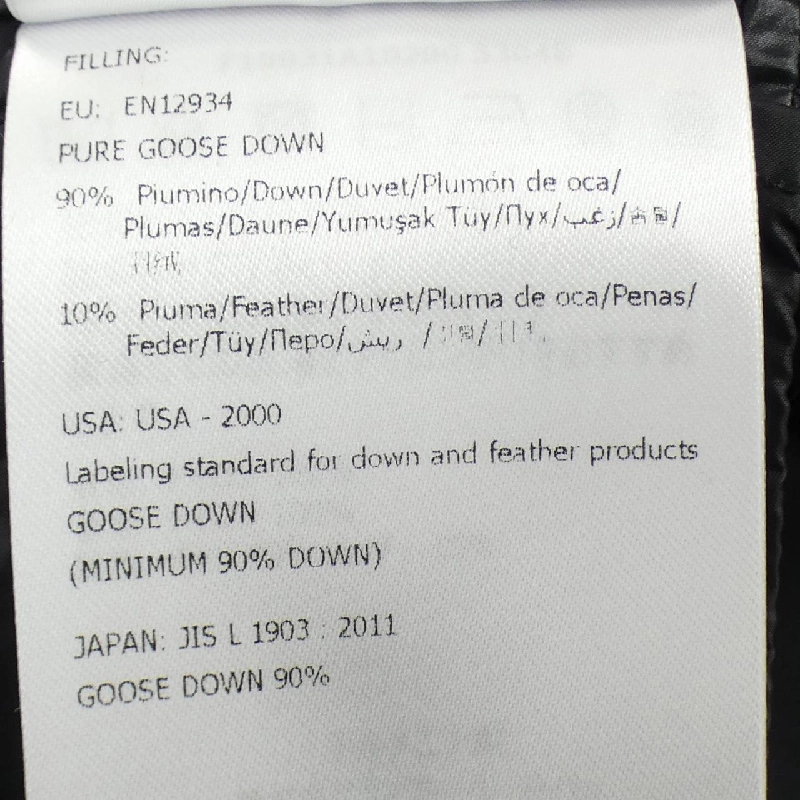 FILLING:
EU: EN12934
PURE GOOSE DOWN
90% Piumino/Down/Duvet/Plumón de oca/
Plumas/Daune/Yumuşak Tüy/Пух/زغب/
10% Piuma/Feather/Duvet/Pluma de oca/Penas/
Feder/Tüy/Перо/ريش /
USA: USA - 2000
Labeling standard for down and feather products
GOOSE DOWN
(MINIMUM 90% DOWN)
JAPAN: JIS L 1903 : 2011
GOOSE DOWN 90%